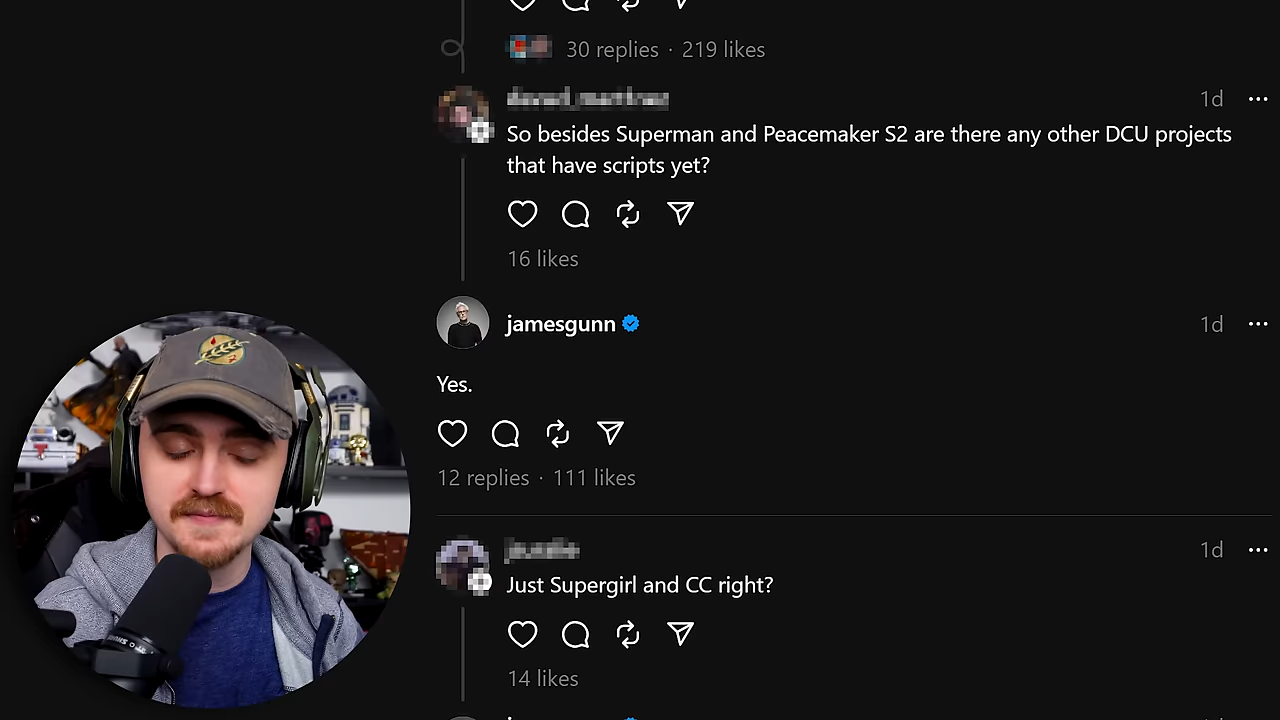 30 replies · 219 likes
1d
So besides Superman and Peacemaker S2 are there any other DCU projects
that have scripts yet?
16 likes
jamesgunn
1d
Yes.
12 replies · 111 likes
1d
Just Supergirl and CC right?
14 likes